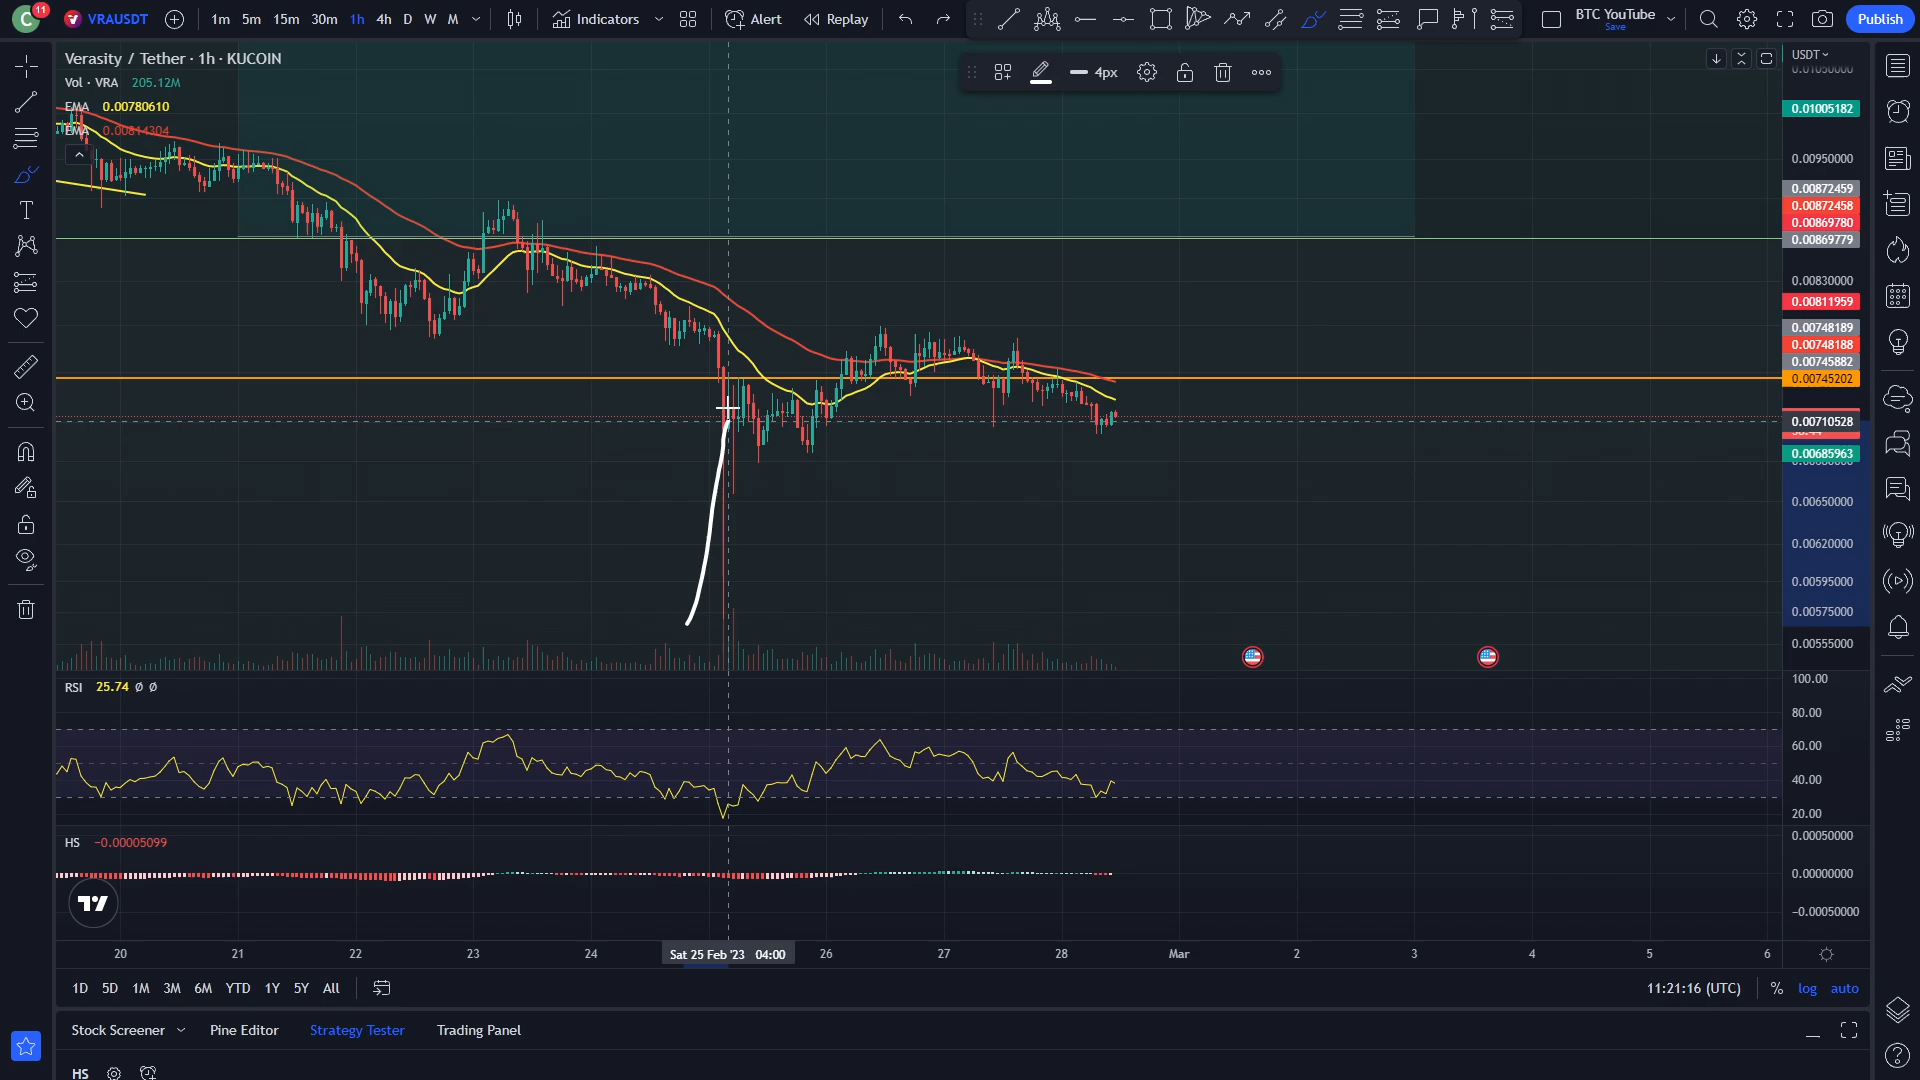 C 11 VRAUSDT 1m 5m 15m 30m 1h 4h D W M Indicators Alert Replay BTC YouTube Save Publish
Verasity / Tether · 1h · KUCOIN
Vol · VRA 205.12M
EMA 0.00780610
EMA 0.00814304
4px
USDT
0.01050000
0.01005182
0.00950000
0.00872459
0.00872458
0.00869780
0.00869779
0.00830000
0.00811959
0.00748189
0.00748188
0.00745882
0.00745202
0.00710528
0.00685963
0.00650000
0.00620000
0.00595000
0.00575000
0.00555000
RSI 25.74 Ø Ø
100.00
80.00
60.00
40.00
20.00
HS −0.00005099
0.00050000
0.00000000
−0.00050000
20 21 22 23 24 Sat 25 Feb '23 04:00 26 27 28 Mar 2 3 4 5 6
1D 5D 1M 3M 6M YTD 1Y 5Y All 11:21:16 (UTC) % log auto
Stock Screener Pine Editor Strategy Tester Trading Panel
HS